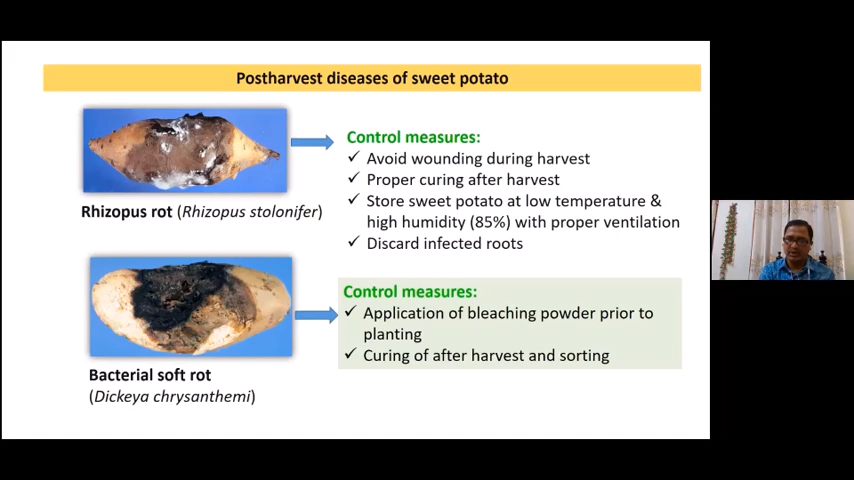 Postharvest diseases of sweet potato
Control measures:
✓ Avoid wounding during harvest
✓ Proper curing after harvest
✓ Store sweet potato at low temperature &
high humidity (85%) with proper ventilation
✓ Discard infected roots
Rhizopus rot (Rhizopus stolonifer)
Control measures:
✓ Application of bleaching powder prior to
planting
✓ Curing of after harvest and sorting
Bacterial soft rot
(Dickeya chrysanthemi)